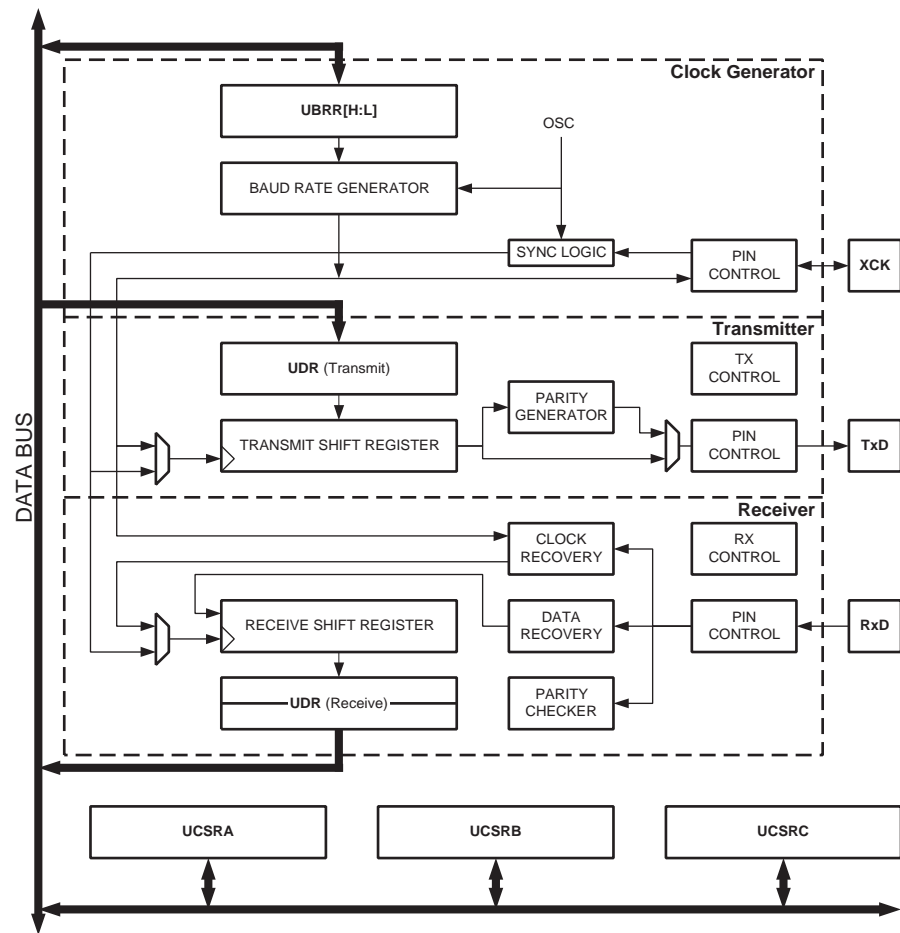 Clock Generator
UBRR[H:L]
OSC
BAUD RATE GENERATOR
SYNC LOGIC
PIN
CONTROL
XCK
Transmitter
UDR (Transmit)
TX
CONTROL
PARITY
GENERATOR
TRANSMIT SHIFT REGISTER
PIN
CONTROL
TxD
DATA BUS
Receiver
CLOCK
RECOVERY
RX
CONTROL
RECEIVE SHIFT REGISTER
DATA
RECOVERY
PIN
CONTROL
RxD
UDR (Receive)
PARITY
CHECKER
UCSRA
UCSRB
UCSRC